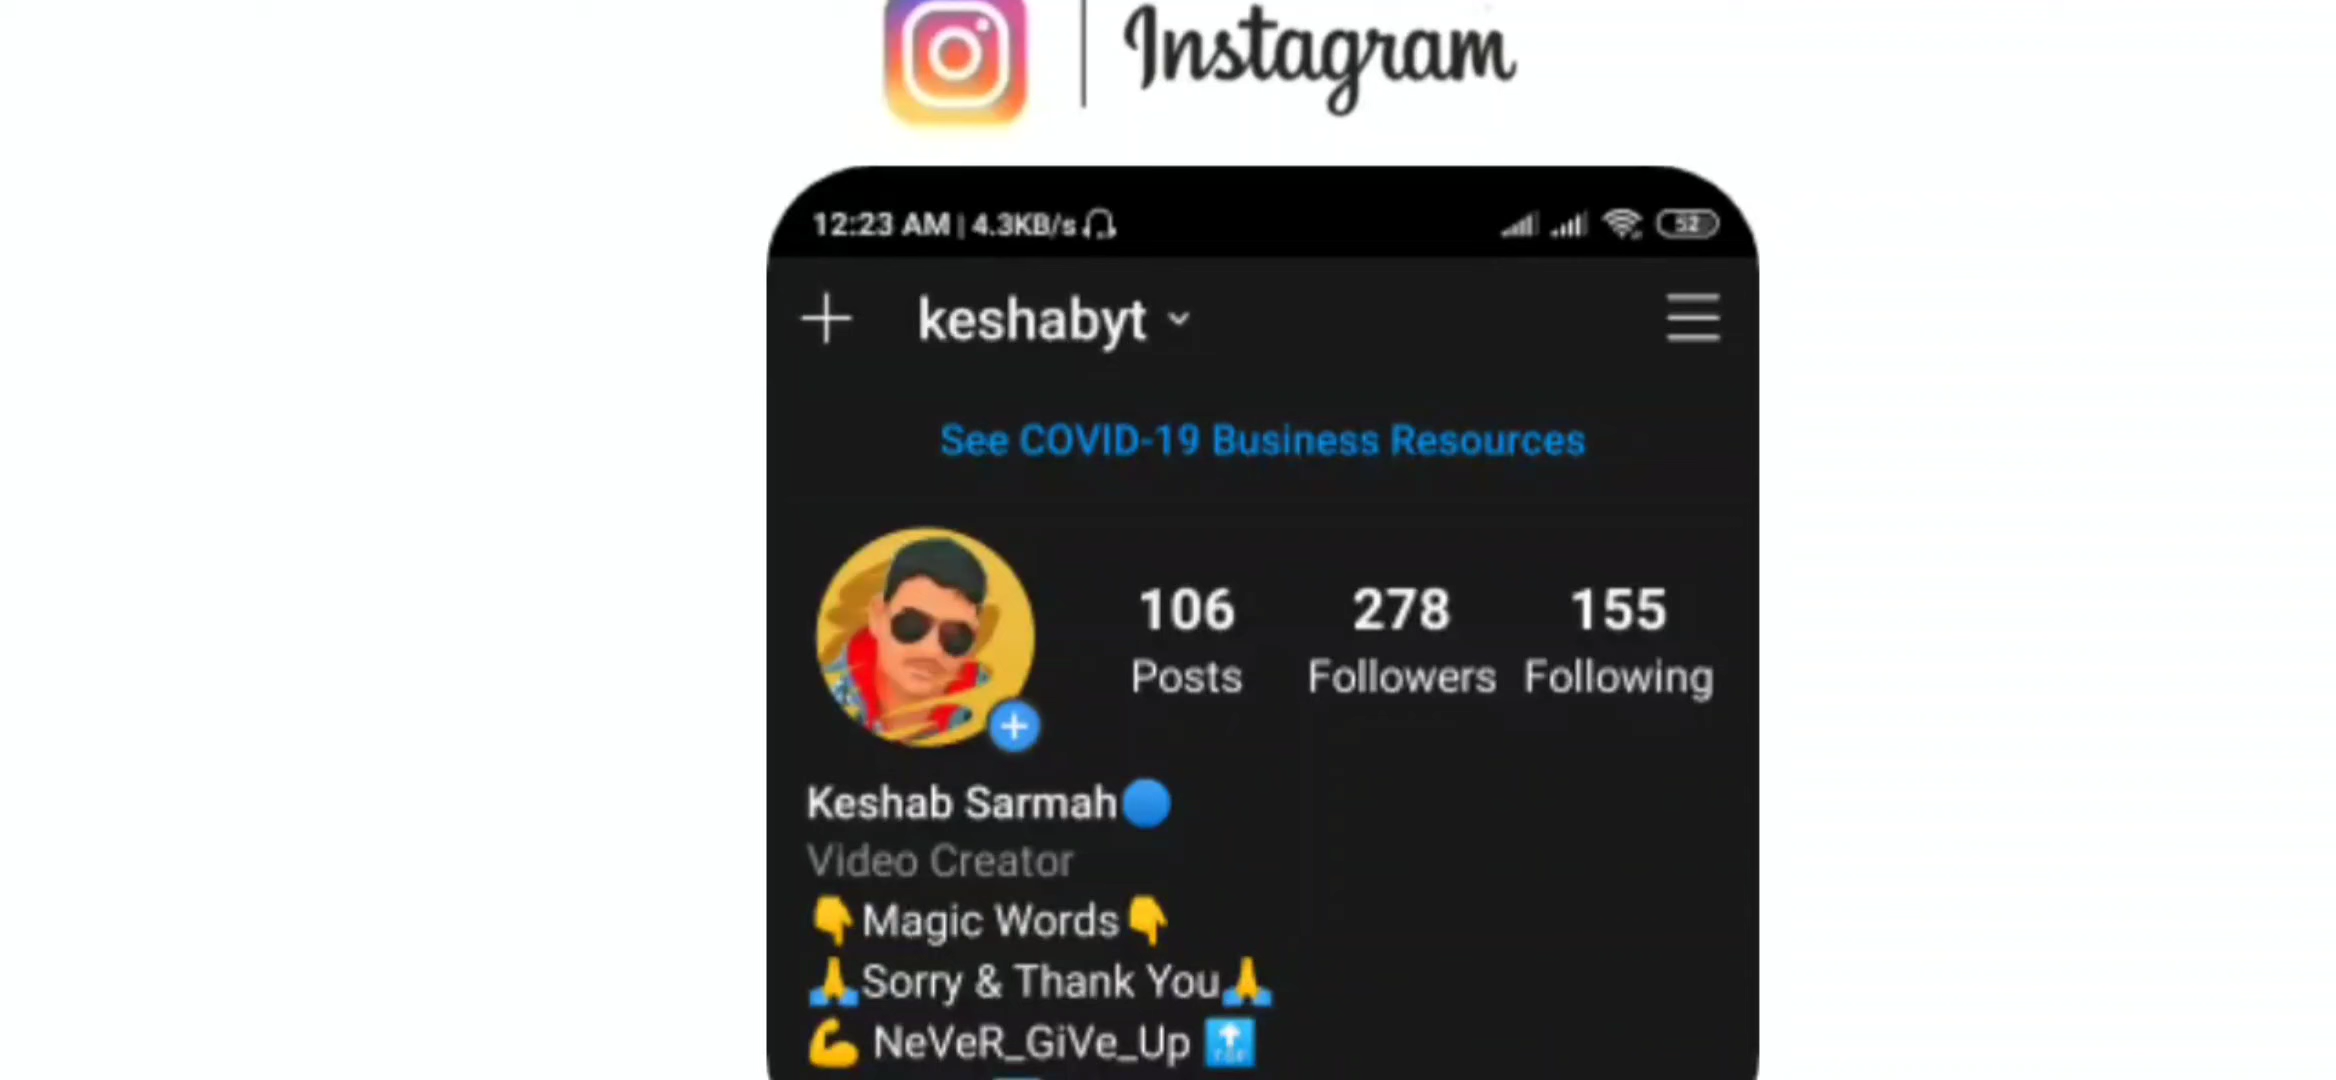 Instagram
12:23 AM | 4.3KB/s 52
keshabyt
See COVID-19 Business Resources
106 278 155
Posts Followers Following
Keshab Sarmah🔵
Video Creator
👇Magic Words👇
🙏Sorry & Thank You🙏
💪 NeVeR_GiVe_Up 🔝